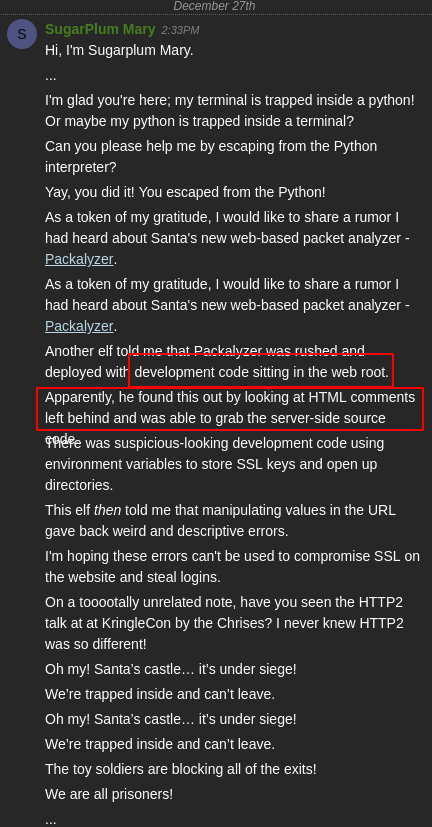 December 27th
S
SugarPlum Mary 2:33PM
Hi, I'm Sugarplum Mary.
...
I'm glad you're here; my terminal is trapped inside a python!
Or maybe my python is trapped inside a terminal?
Can you please help me by escaping from the Python
interpreter?
Yay, you did it! You escaped from the Python!
As a token of my gratitude, I would like to share a rumor I
had heard about Santa's new web-based packet analyzer -
Packalyzer.
As a token of my gratitude, I would like to share a rumor I
had heard about Santa's new web-based packet analyzer -
Packalyzer.
Another elf told me that Packalyzer was rushed and
deployed with development code sitting in the web root.
Apparently, he found this out by looking at HTML comments
left behind and was able to grab the server-side source
code.
There was suspicious-looking development code using
environment variables to store SSL keys and open up
directories.
This elf then told me that manipulating values in the URL
gave back weird and descriptive errors.
I'm hoping these errors can't be used to compromise SSL on
the website and steal logins.
On a tooootally unrelated note, have you seen the HTTP2
talk at at KringleCon by the Chrises? I never knew HTTP2
was so different!
Oh my! Santa's castle… it's under siege!
We're trapped inside and can't leave.
Oh my! Santa's castle… it's under siege!
We're trapped inside and can't leave.
The toy soldiers are blocking all of the exits!
We are all prisoners!
...